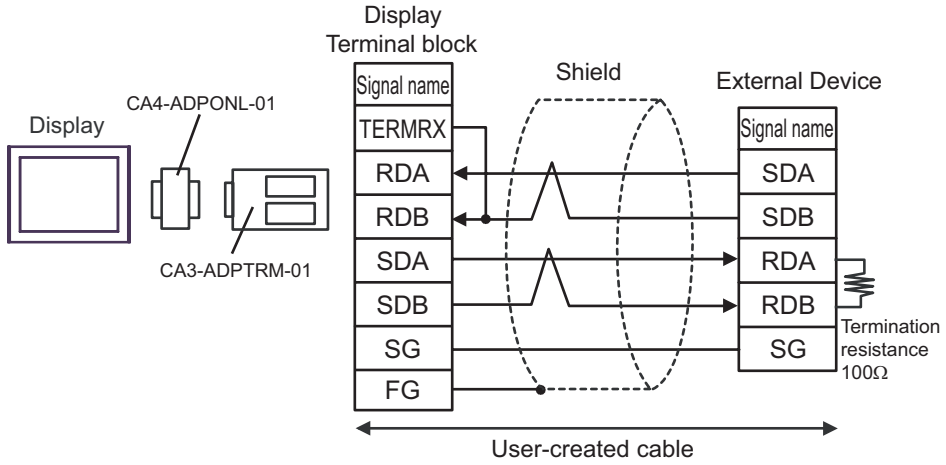 Display
Terminal block
Shield
External Device
CA4-ADPONL-01
Display
CA3-ADPTRM-01
Signal name
TERMRX
RDA
RDB
SDA
SDB
SG
FG
Signal name
SDA
SDB
RDA
RDB
SG
Termination
resistance
100Ω
User-created cable